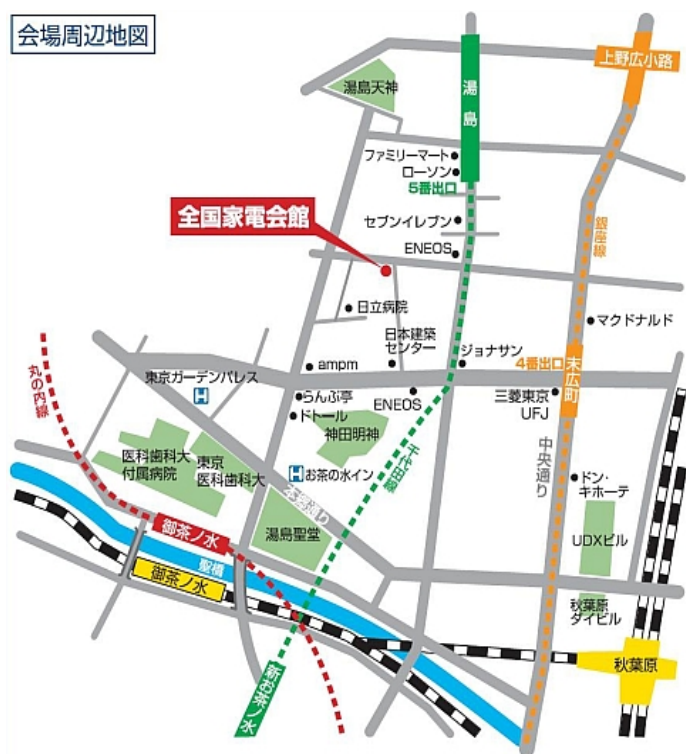 会場周辺地図
上野広小路
湯島天神
湯島
ファミリーマート
ローソン
5番出口
全国家電会館
セブンイレブン
銀座線
ENEOS
日立病院
マクドナルド
日本建築
センター
ジョナサン
4番出口
末広町
丸の内線
ampm
東京ガーデンパレス
H
らんぷ亭
ENEOS
三菱東京
UFJ
ドトール
神田明神
中央通り
千代田線
医科歯科大
付属病院
東京
医科歯科大
H
お茶の水イン
本郷通り
ドン・
キホーテ
御茶ノ水
湯島聖堂
UDXビル
聖橋
御茶ノ水
秋葉原
ダイビル
秋葉原
新お茶ノ水